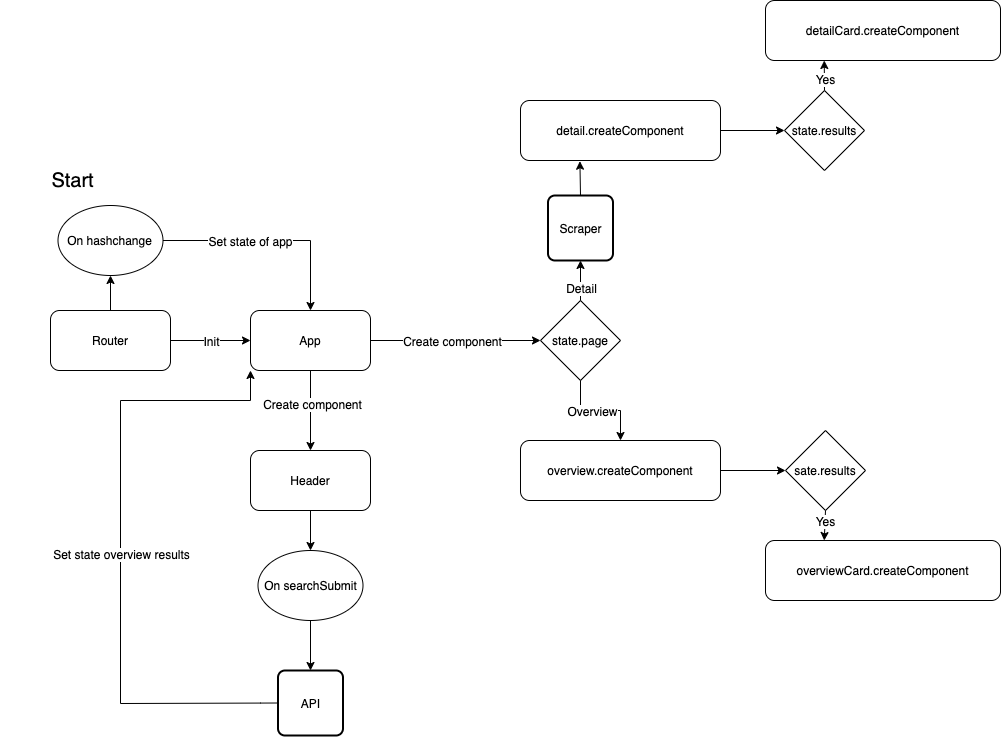 detailCard.createComponent
Yes
detail.createComponent
state.results
Start
Scraper
On hashchange
Set state of app
Detail
Router
Init
App
Create component
state.page
Create component
Overview
Header
overview.createComponent
sate.results
Yes
Set state overview results
overviewCard.createComponent
On searchSubmit
API